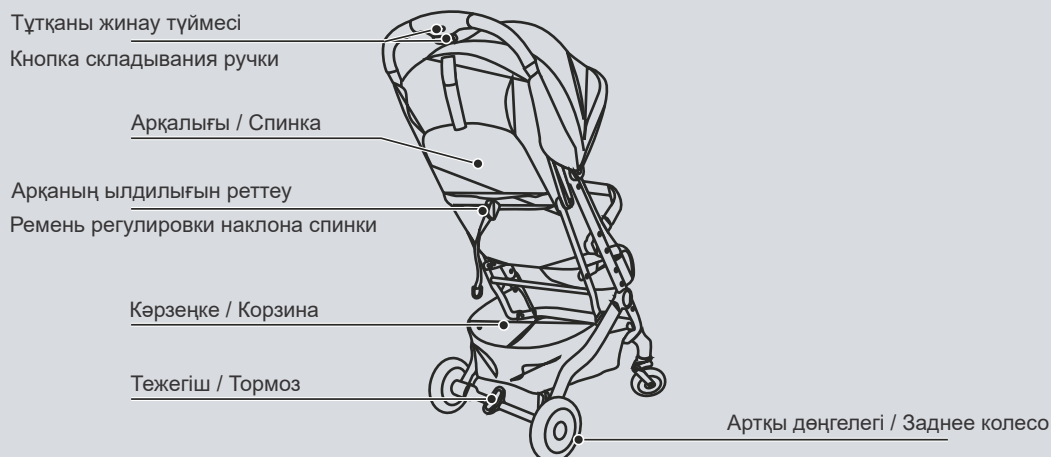 Тұтқаны жинау түймесі
Кнопка складывания ручки
Арқалығы / Спинка
Арқаның ылдилығын реттеу
Ремень регулировки наклона спинки
Кәрзеңке / Корзина
Тежегіш / Тормоз
Артқы дөңгелегі / Заднее колесо